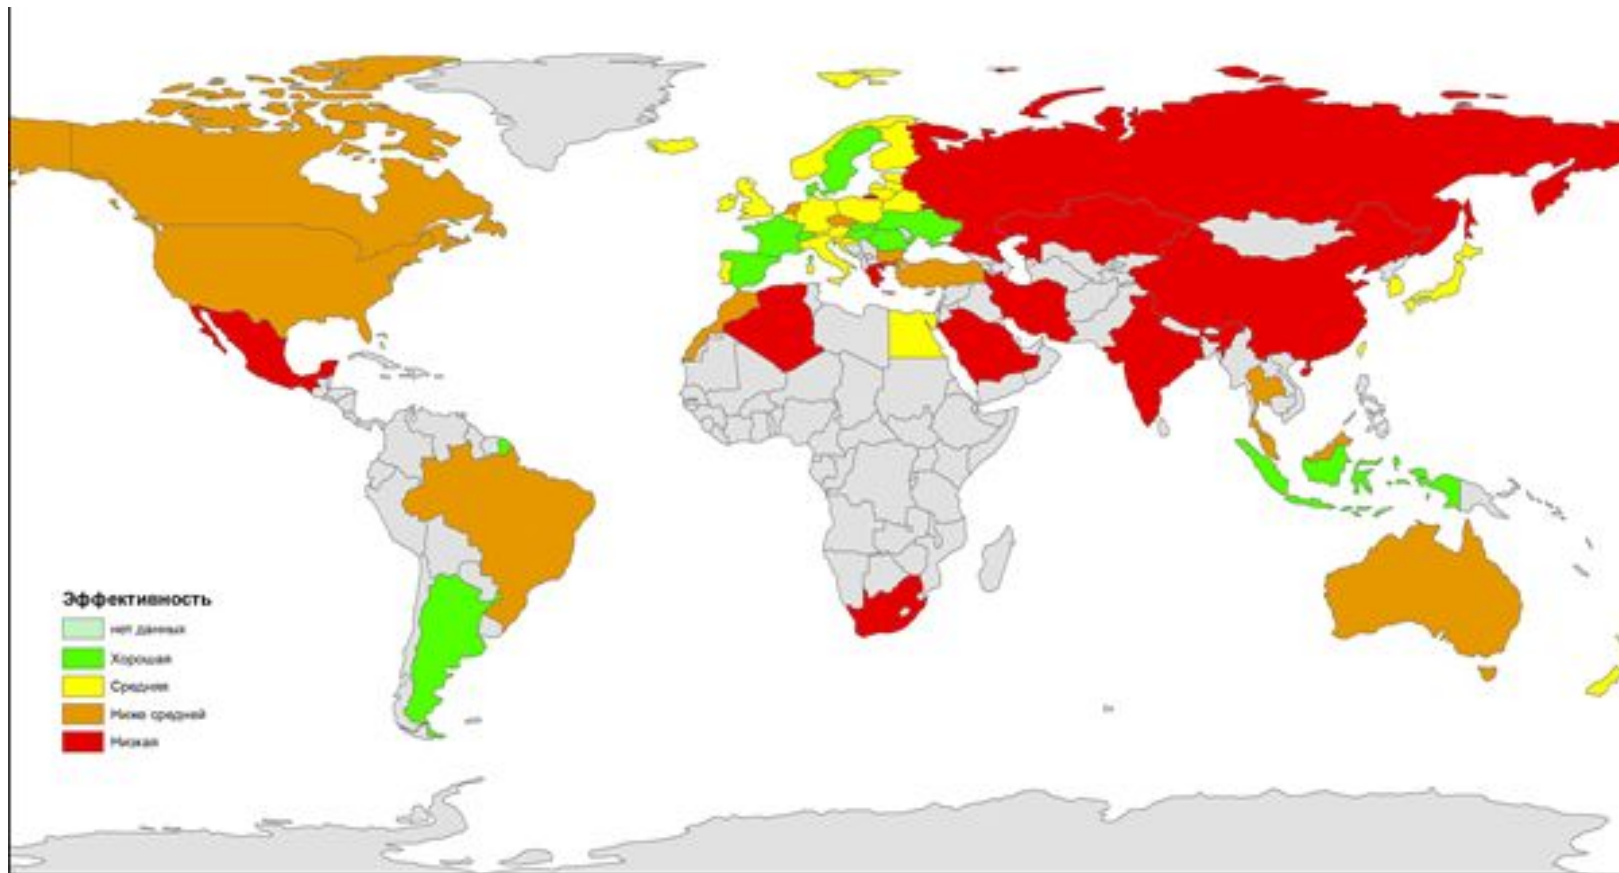 Эффективность
нет данных
Хорошая
Средняя
Ниже средней
Низкая